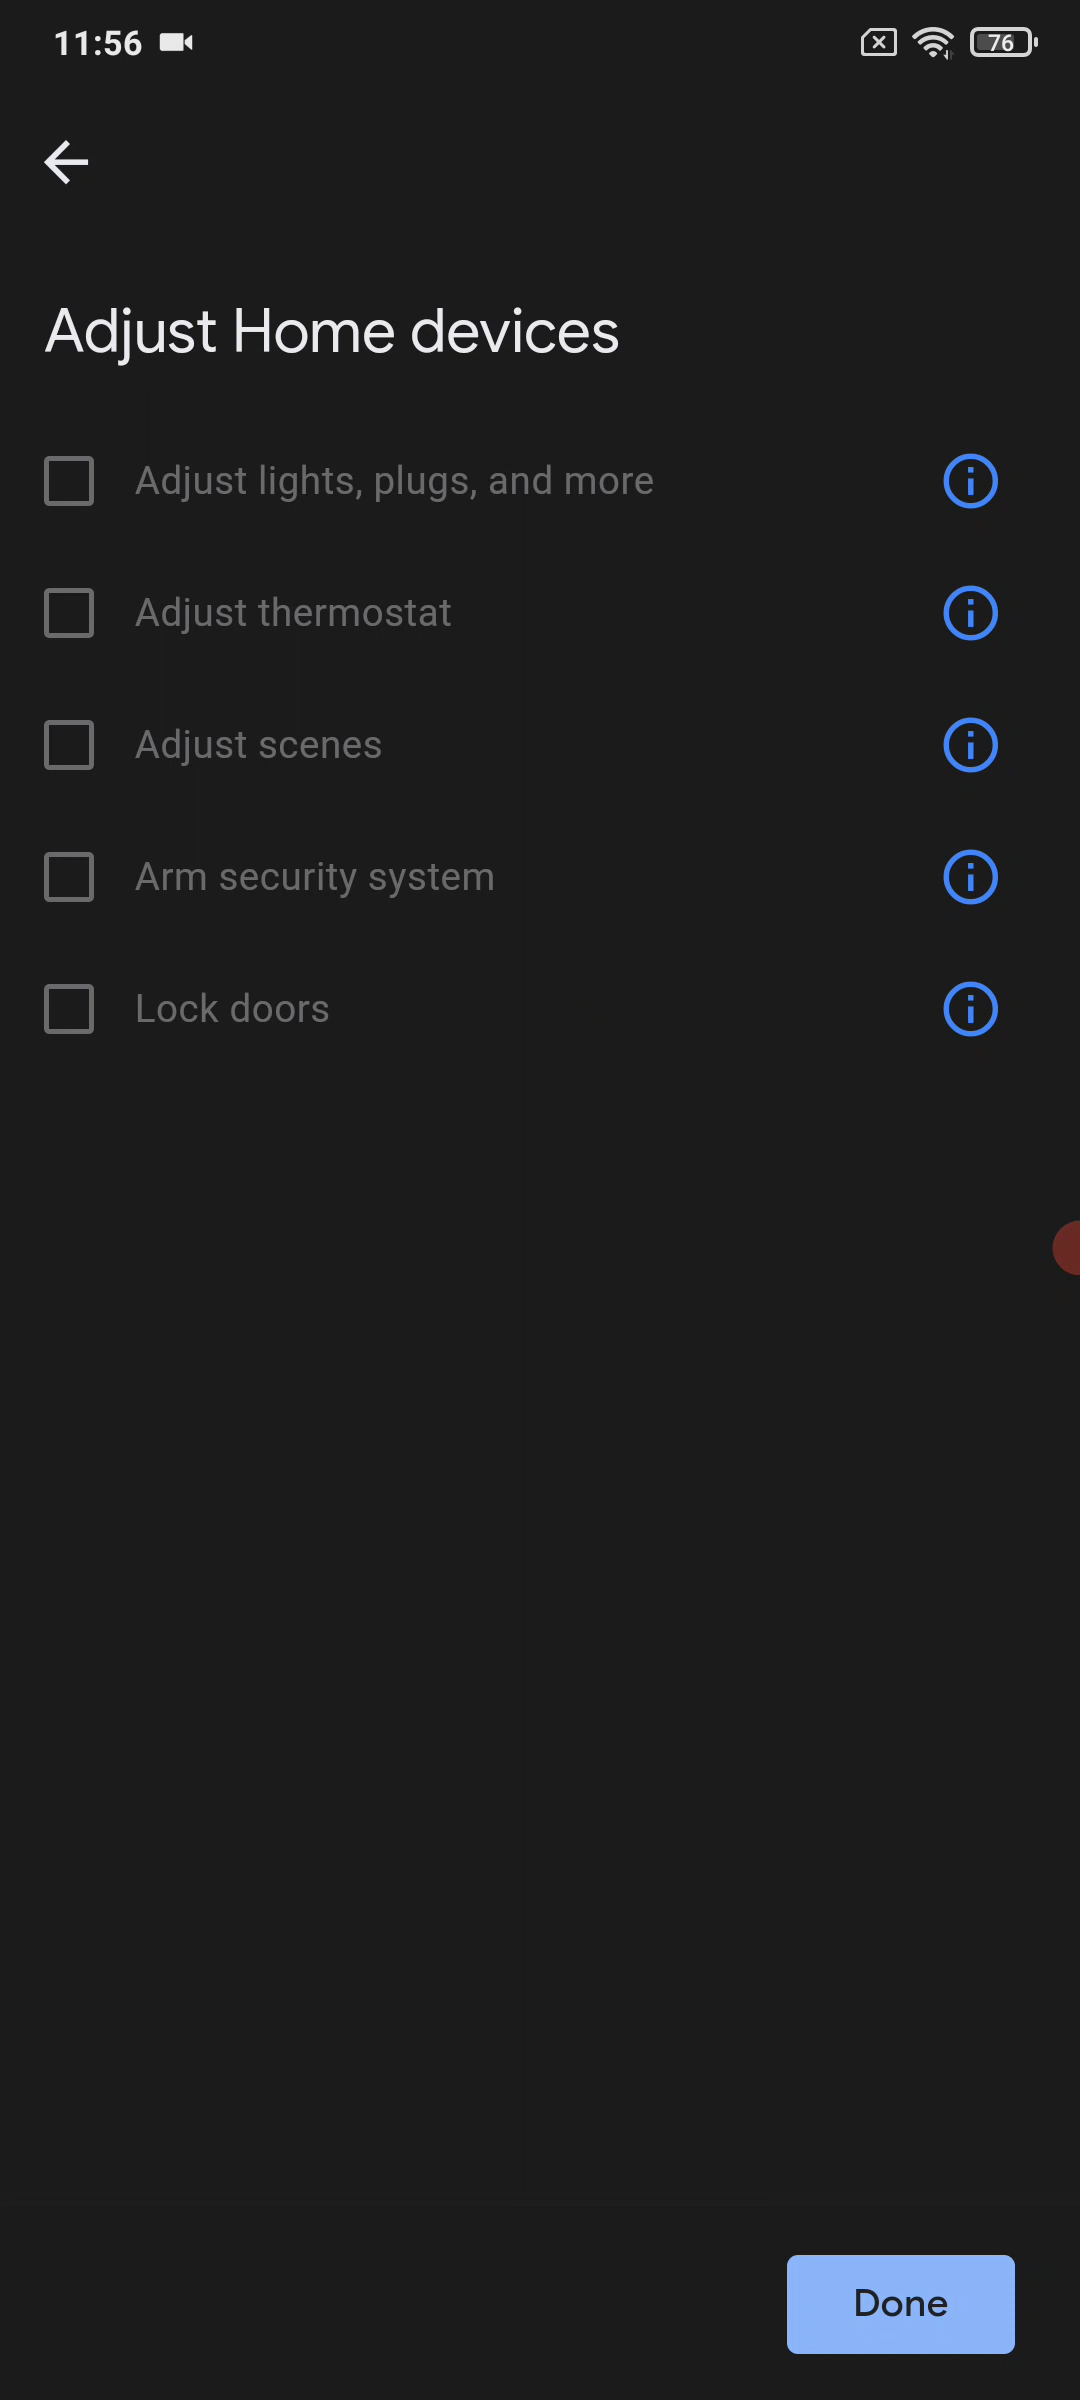 11:56
76
Adjust Home devices
Adjust lights, plugs, and more
Adjust thermostat
Adjust scenes
Arm security system
Lock doors
Done